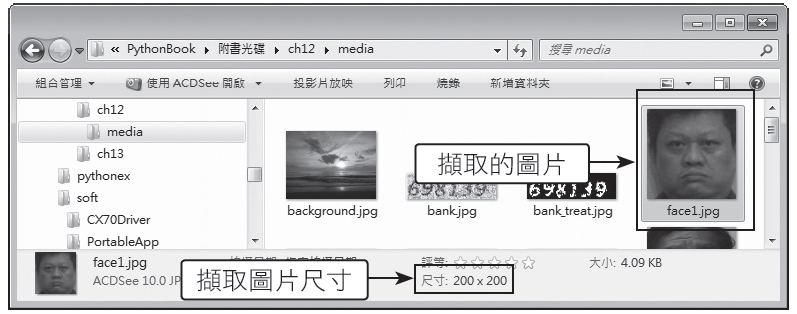 « PythonBook ▸ 附書光碟 ▸ ch12 ▸ media
搜尋 media
組合管理 使用 ACDSee 開啟 投影片放映 列印 燒錄 新增資料夾
ch12
media
ch13
pythonex
soft
CX70Driver
PortableApp
擷取的圖片
698139
698139
background.jpg bank.jpg bank_treat.jpg face1.jpg
face1.jpg 評等: ☆☆☆☆☆ 大小: 4.09 KB
ACDSee 10.0 JP 擷取圖片尺寸 尺寸: 200 x 200